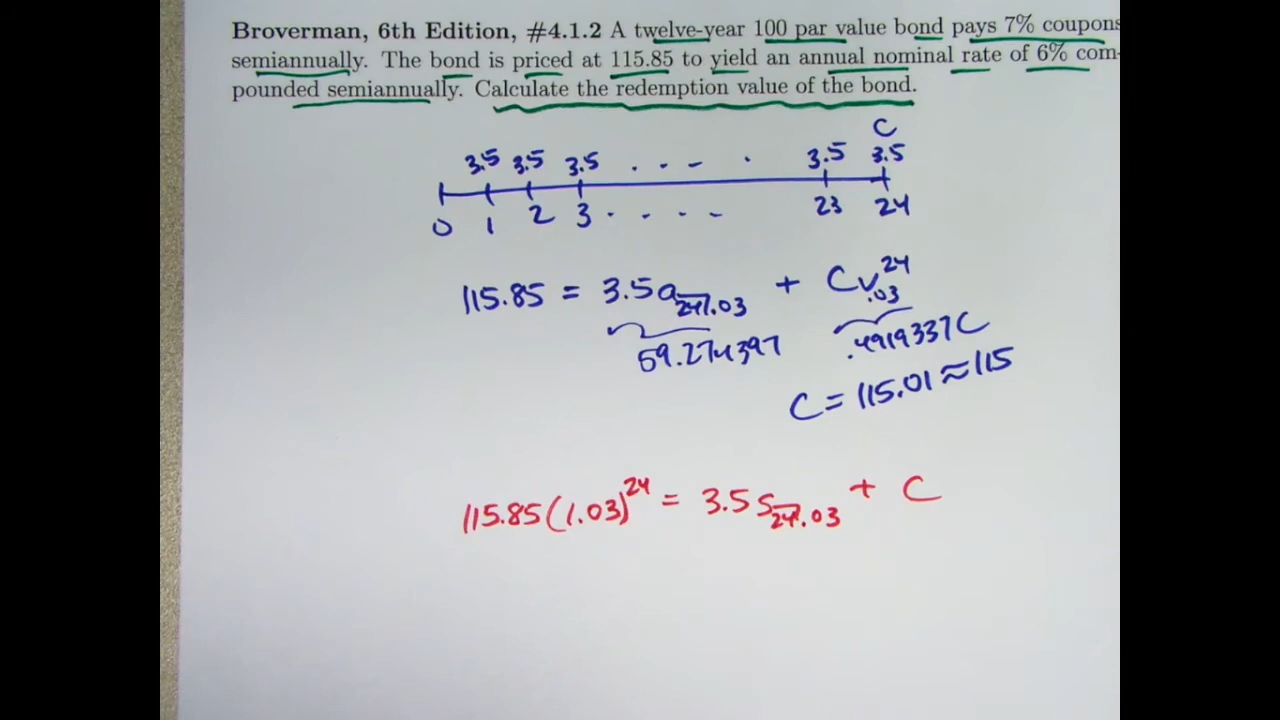 Broverman, 6th Edition, #4.1.2 A twelve-year 100 par value bond pays 7% coupons
semiannually. The bond is priced at 115.85 to yield an annual nominal rate of 6% com-
pounded semiannually. Calculate the redemption value of the bond.
C
3.5 3.5 3.5 . . . . 3.5 3.5
0 1 2 3 . . . . 23 24
115.85 = 3.5a24|.03 + Cv^24 .03
59.274397 .4919337C
C = 115.01 ≈ 115
115.85(1.03)^24 = 3.5s24|.03 + C